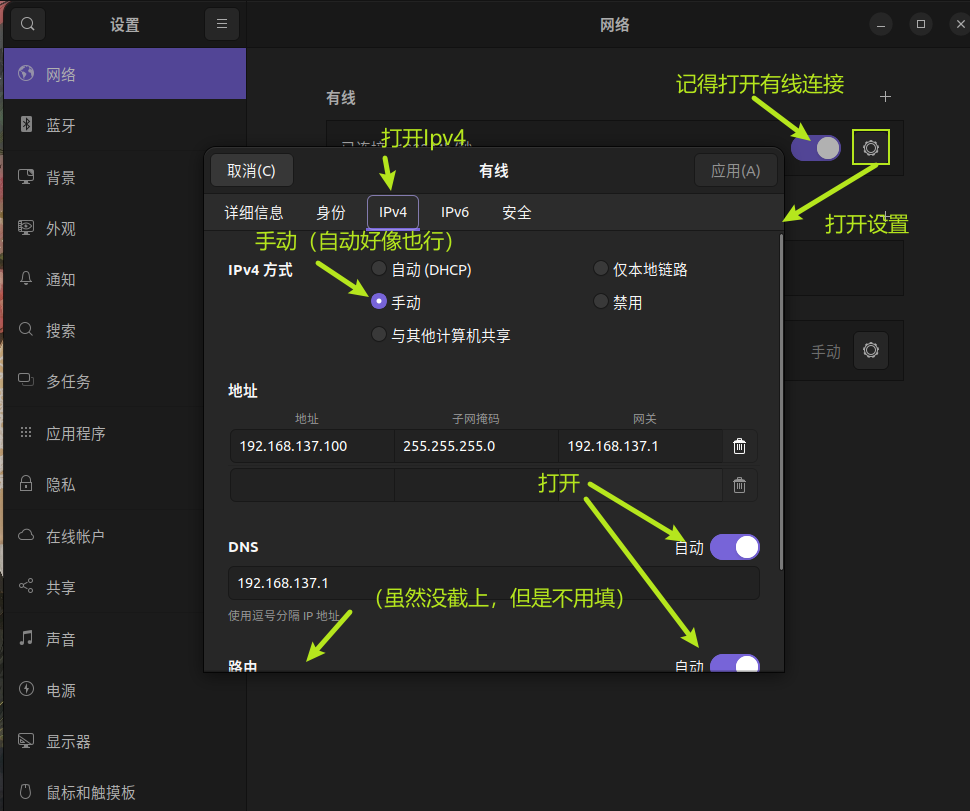 设置
网络
网络
蓝牙
背景
外观
通知
搜索
多任务
应用程序
隐私
在线帐户
共享
声音
电源
显示器
鼠标和触摸板
有线
记得打开有线连接
打开设置
手动
打开Ipv4
取消(C)
有线
应用(A)
详细信息
身份
IPv4
IPv6
安全
手动（自动好像也行）
IPv4 方式
自动 (DHCP)
仅本地链路
手动
禁用
与其他计算机共享
地址
地址
子网掩码
网关
192.168.137.100
255.255.255.0
192.168.137.1
打开
DNS
自动
192.168.137.1
（虽然没截上，但是不用填）
使用逗号分隔 IP 地址
路由
自动